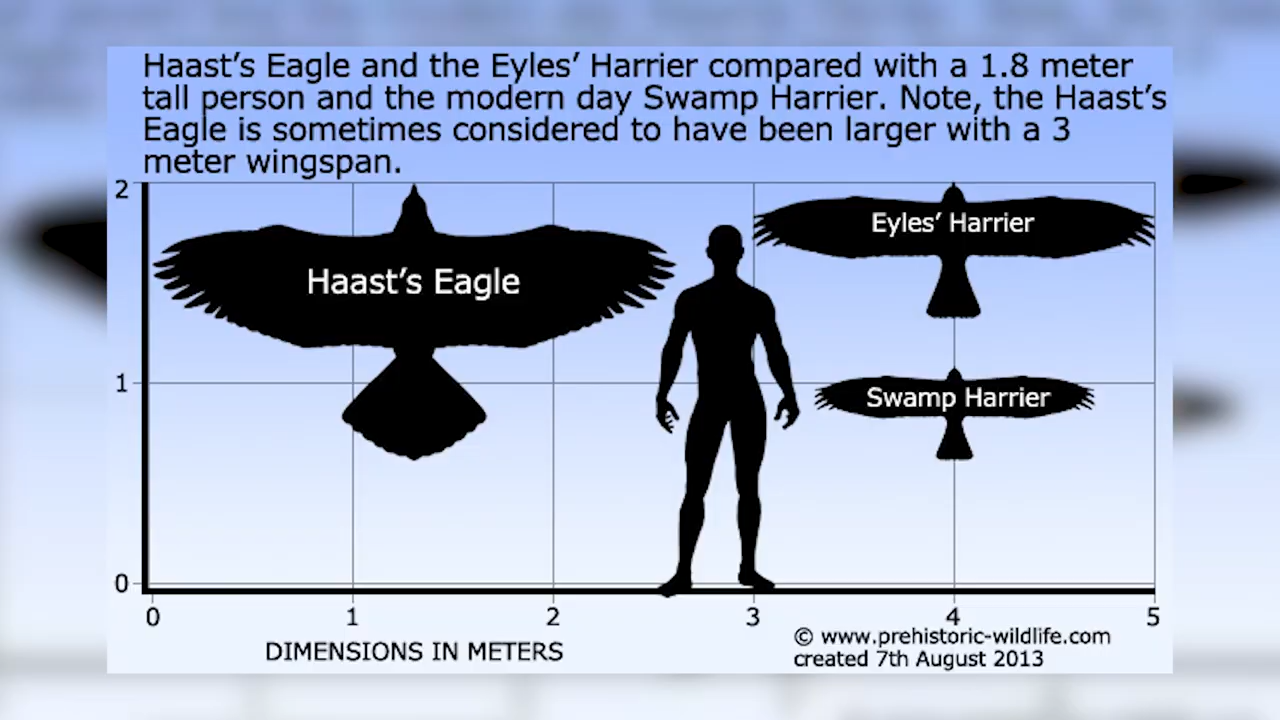 Haast's Eagle and the Eyles' Harrier compared with a 1.8 meter
tall person and the modern day Swamp Harrier. Note, the Haast's
Eagle is sometimes considered to have been larger with a 3
meter wingspan.
2
Eyles' Harrier
Haast's Eagle
1
Swamp Harrier
0
0 1 2 3 4 5
DIMENSIONS IN METERS
© www.prehistoric-wildlife.com
created 7th August 2013